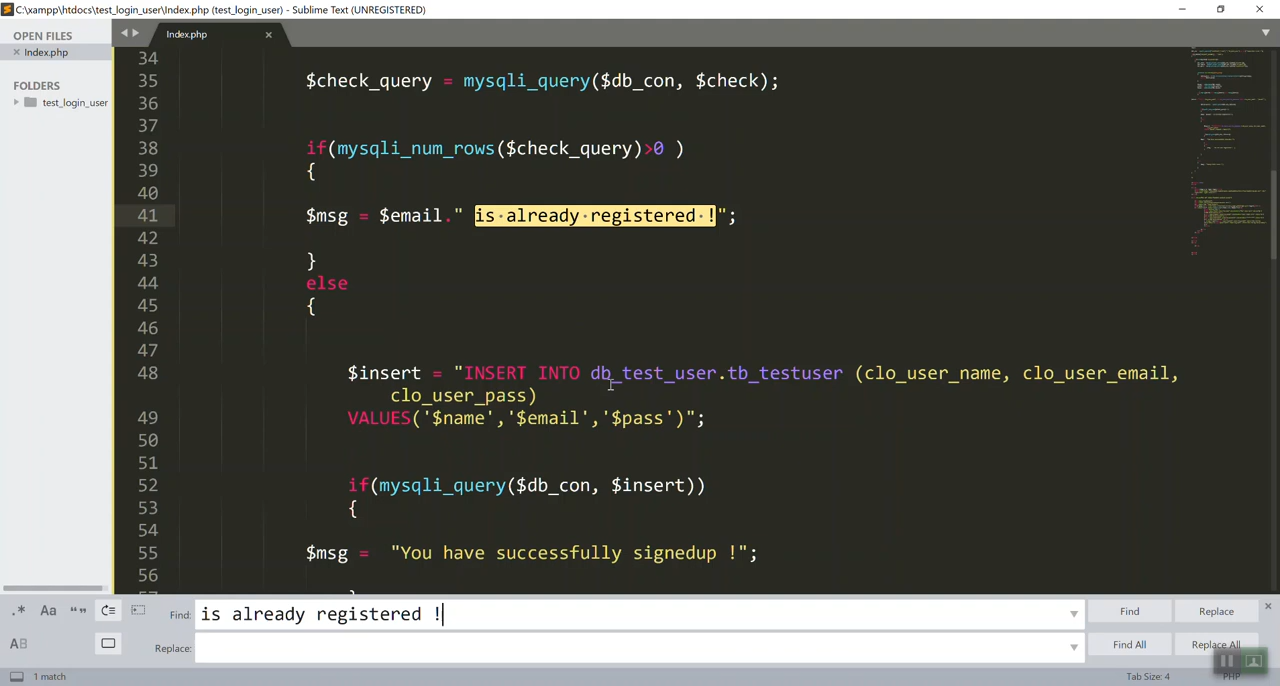 C:\xampp\htdocs\test_login_user\Index.php (test_login_user) - Sublime Text (UNREGISTERED)
OPEN FILES
Index.php
FOLDERS
test_login_user
Index.php
34
35 $check_query = mysqli_query($db_con, $check);
36
37
38 if(mysqli_num_rows($check_query)>0 )
39 {
40
41 $msg = $email." is already registered !";
42
43 }
44 else
45 {
46
47
48 $insert = "INSERT INTO db_test_user.tb_testuser (clo_user_name, clo_user_email,
clo_user_pass)
49 VALUES('$name','$email','$pass')";
50
51
52 if(mysqli_query($db_con, $insert))
53 {
54
55 $msg =  "You have successfully signedup !";
56
Find: is already registered !
Find
Replace
Replace:
Find All
Replace All
1 match
Tab Size: 4
PHP